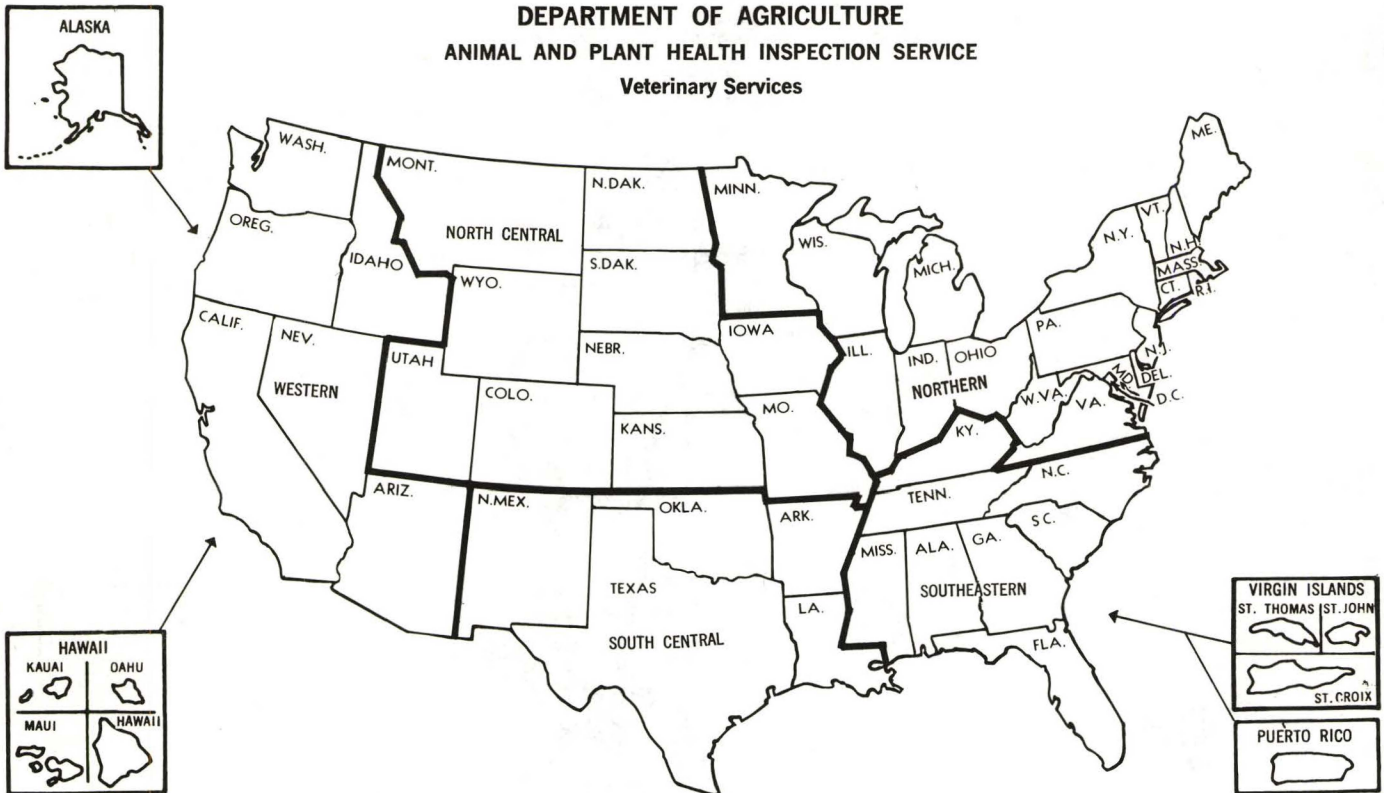 DEPARTMENT OF AGRICULTURE
ANIMAL AND PLANT HEALTH INSPECTION SERVICE
Veterinary Services
ALASKA
WASH.
MONT.
N.DAK.
MINN.
ME.
OREG.
NORTH CENTRAL
WIS.
MICH.
N.Y.
VT.
N.H.
IDAHO
WYO.
S.DAK.
MASS.
CT.
R.I.
CALIF.
NEV.
UTAH
NEBR.
IOWA
ILL.
IND.
OHIO
PA.
N.J.
WESTERN
COLO.
NORTHERN
MD.
DEL.
D.C.
KANS.
MO.
KY.
W.VA.
VA.
ARIZ.
N.MEX.
OKLA.
ARK.
TENN.
N.C.
S.C.
TEXAS
MISS.
ALA.
GA.
SOUTHEASTERN
LA.
SOUTH CENTRAL
FLA.
HAWAII
KAUAI
OAHU
MAUI
HAWAII
VIRGIN ISLANDS
ST. THOMAS
ST. JOHN
ST. CROIX
PUERTO RICO